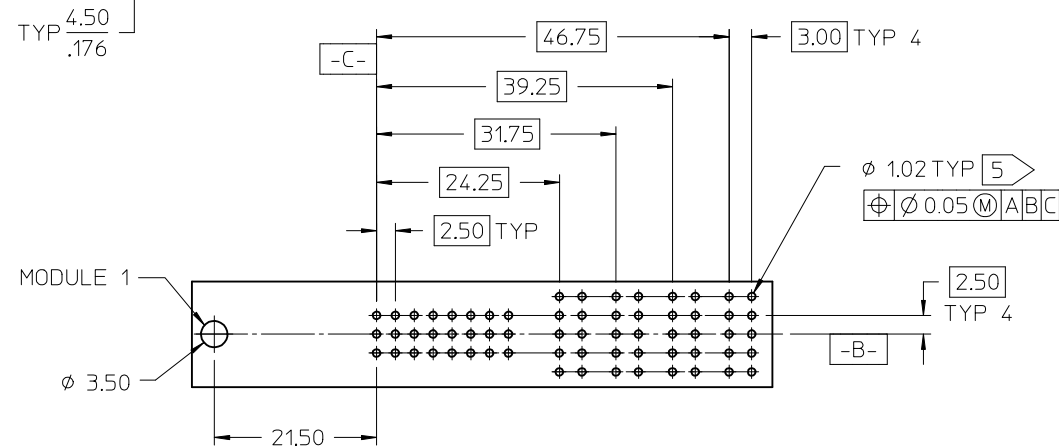 TYP 4.50
.176
46.75
3.00 TYP 4
-C-
39.25
31.75
24.25
2.50 TYP
ϕ 1.02 TYP 5
⌖ ∅ 0.05 Ⓜ A B C
MODULE 1
2.50
TYP 4
-B-
ϕ 3.50
21.50